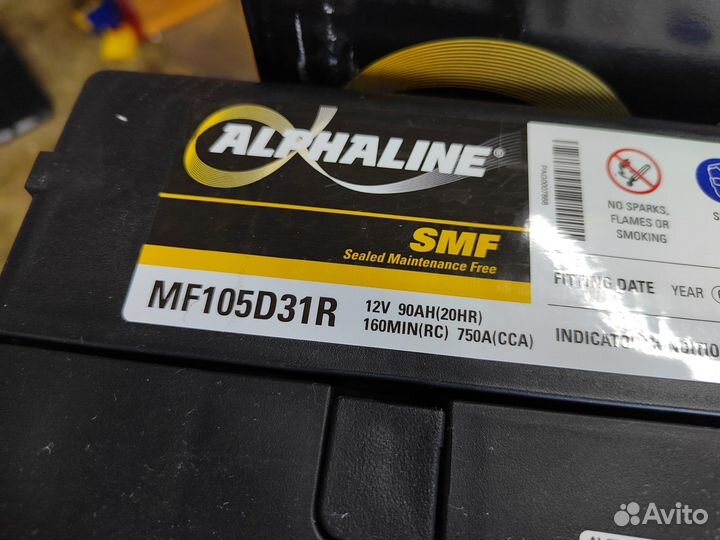 ALPHALINE®
SMF
Sealed Maintenance Free
MF105D31R
12V 90AH(20HR)
160MIN(RC) 750A(CCA)
NO SPARKS,
FLAMES OR
SMOKING
FITTING DATE YEAR
Avito